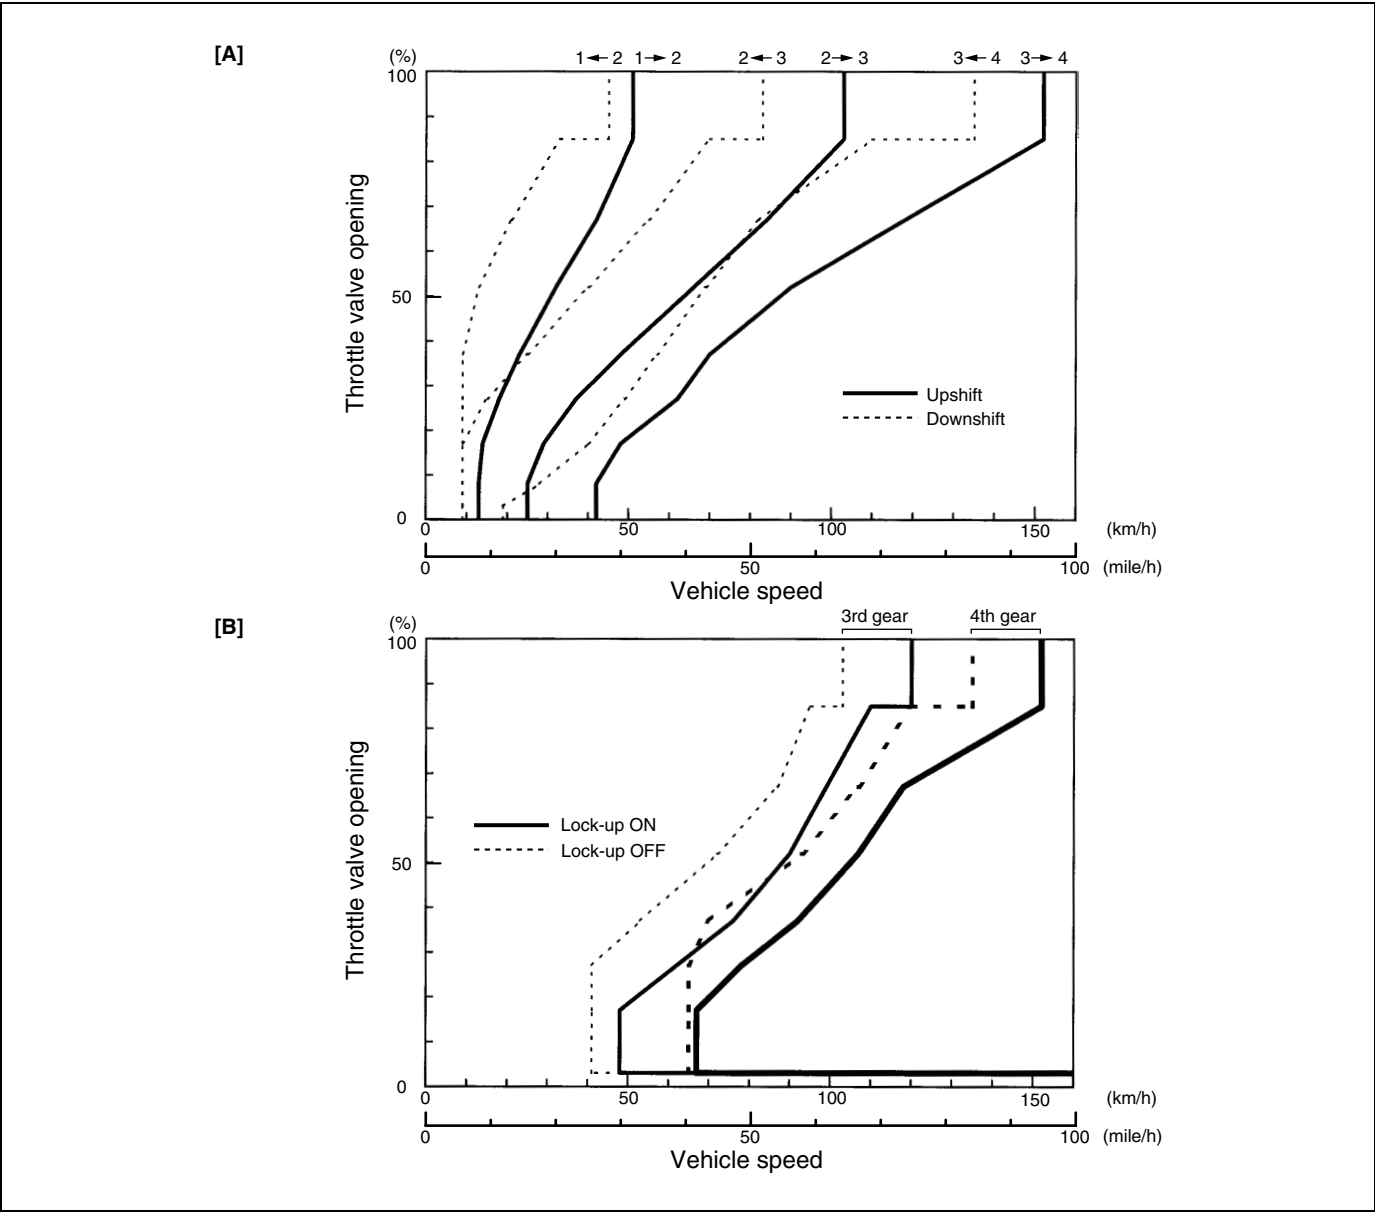 [A]
(%)
1 ← 2 1 → 2 2 ← 3 2 → 3 3 ← 4 3 → 4
100
50
0
Throttle valve opening
Upshift
Downshift
0 50 100 150 (km/h)
0 50 100 (mile/h)
Vehicle speed
[B]
(%)
3rd gear 4th gear
100
50
0
Throttle valve opening
Lock-up ON
Lock-up OFF
0 50 100 150 (km/h)
0 50 100 (mile/h)
Vehicle speed